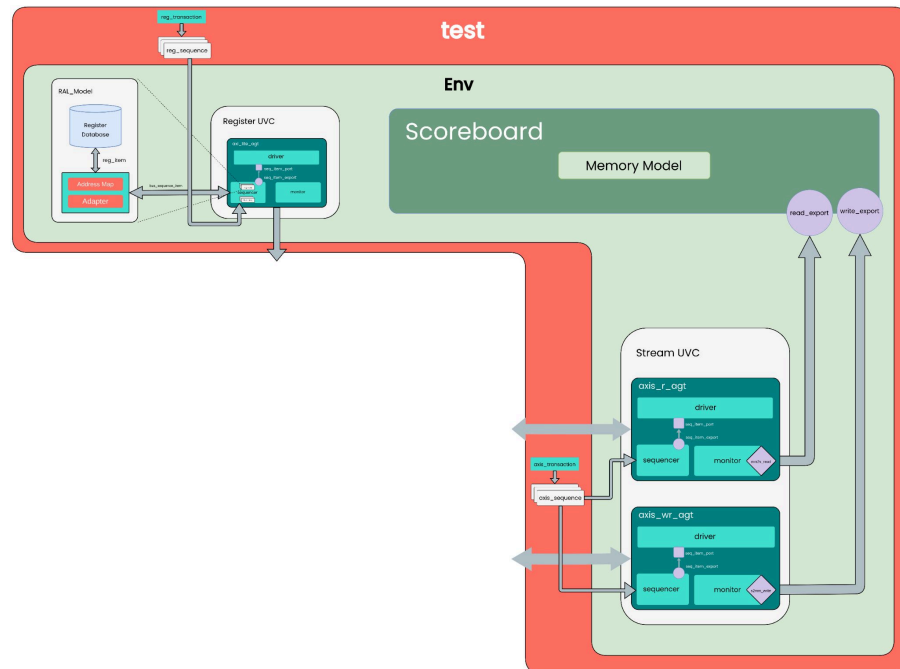 reg_transaction
test
reg_sequence
Env
RAL_Model
Register
Database
reg_item
Address Map
Adapter
bus_sequence_item
Register UVC
driver
seq_item_port
seq_item_export
sequencer
monitor
Scoreboard
Memory Model
read_export
write_export
Stream UVC
axis_r_agt
driver
seq_item_port
seq_item_export
sequencer
monitor
axis_transaction
axis_sequence
axis_wr_agt
driver
seq_item_port
seq_item_export
sequencer
monitor